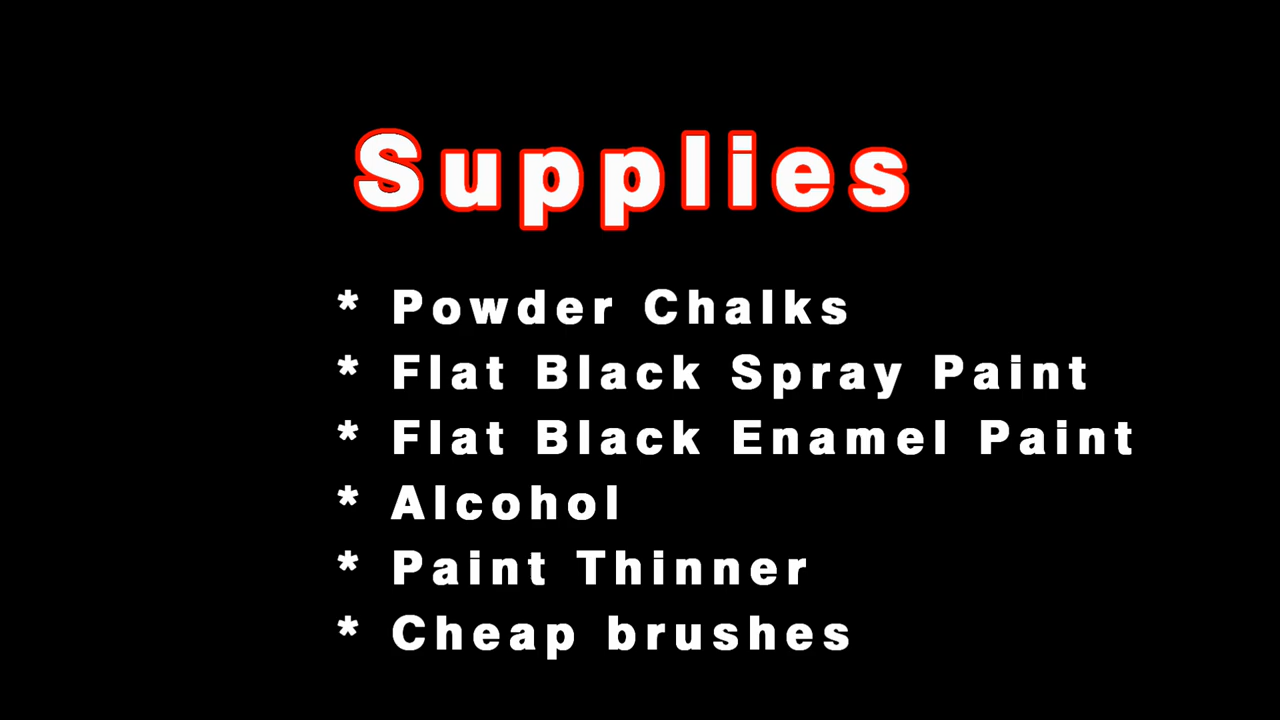 Supplies
* Powder Chalks
* Flat Black Spray Paint
* Flat Black Enamel Paint
* Alcohol
* Paint Thinner
* Cheap brushes